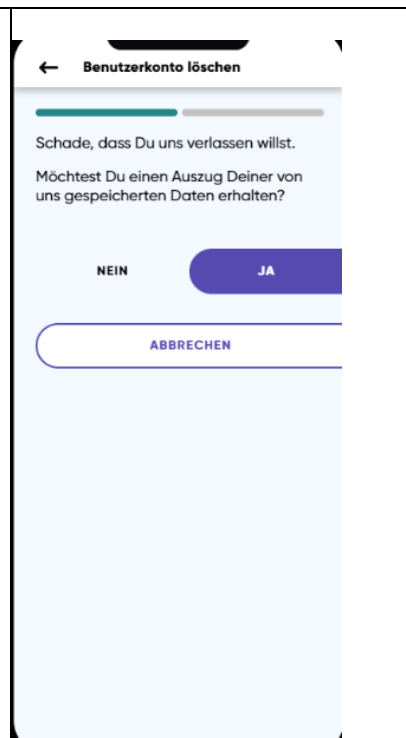 Benutzerkonto löschen
Schade, dass Du uns verlassen willst.
Möchtest Du einen Auszug Deiner von
uns gespeicherten Daten erhalten?
NEIN JA
ABBRECHEN